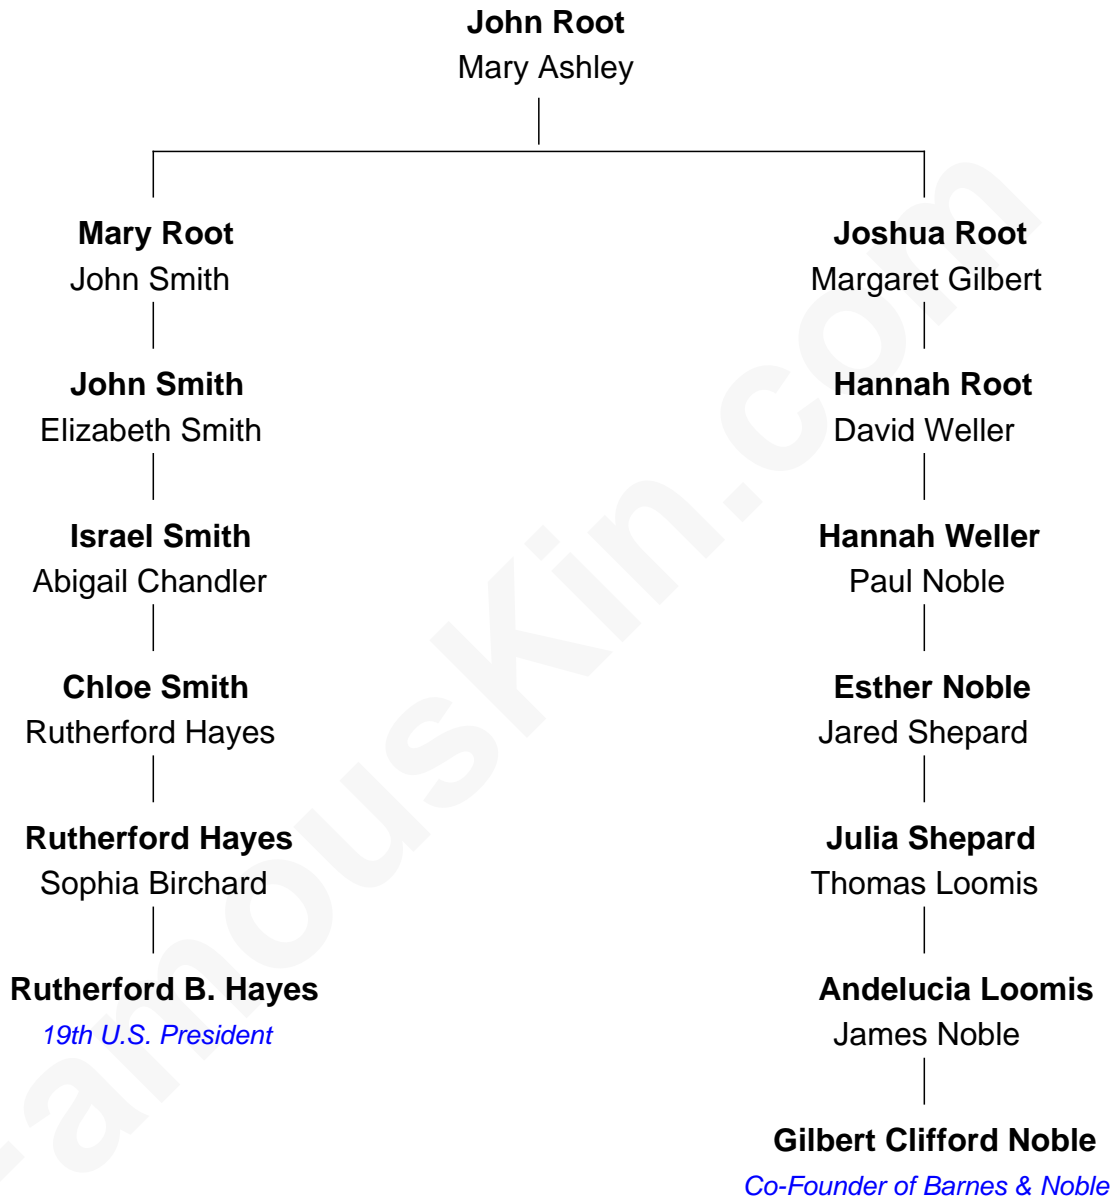 John Root
Mary Ashley
Mary Root
John Smith
John Smith
Elizabeth Smith
Israel Smith
Abigail Chandler
Chloe Smith
Rutherford Hayes
Rutherford Hayes
Sophia Birchard
Rutherford B. Hayes
19th U.S. President
Joshua Root
Margaret Gilbert
Hannah Root
David Weller
Hannah Weller
Paul Noble
Esther Noble
Jared Shepard
Julia Shepard
Thomas Loomis
Andelucia Loomis
James Noble
Gilbert Clifford Noble
Co-Founder of Barnes & Noble
FamousKin.com